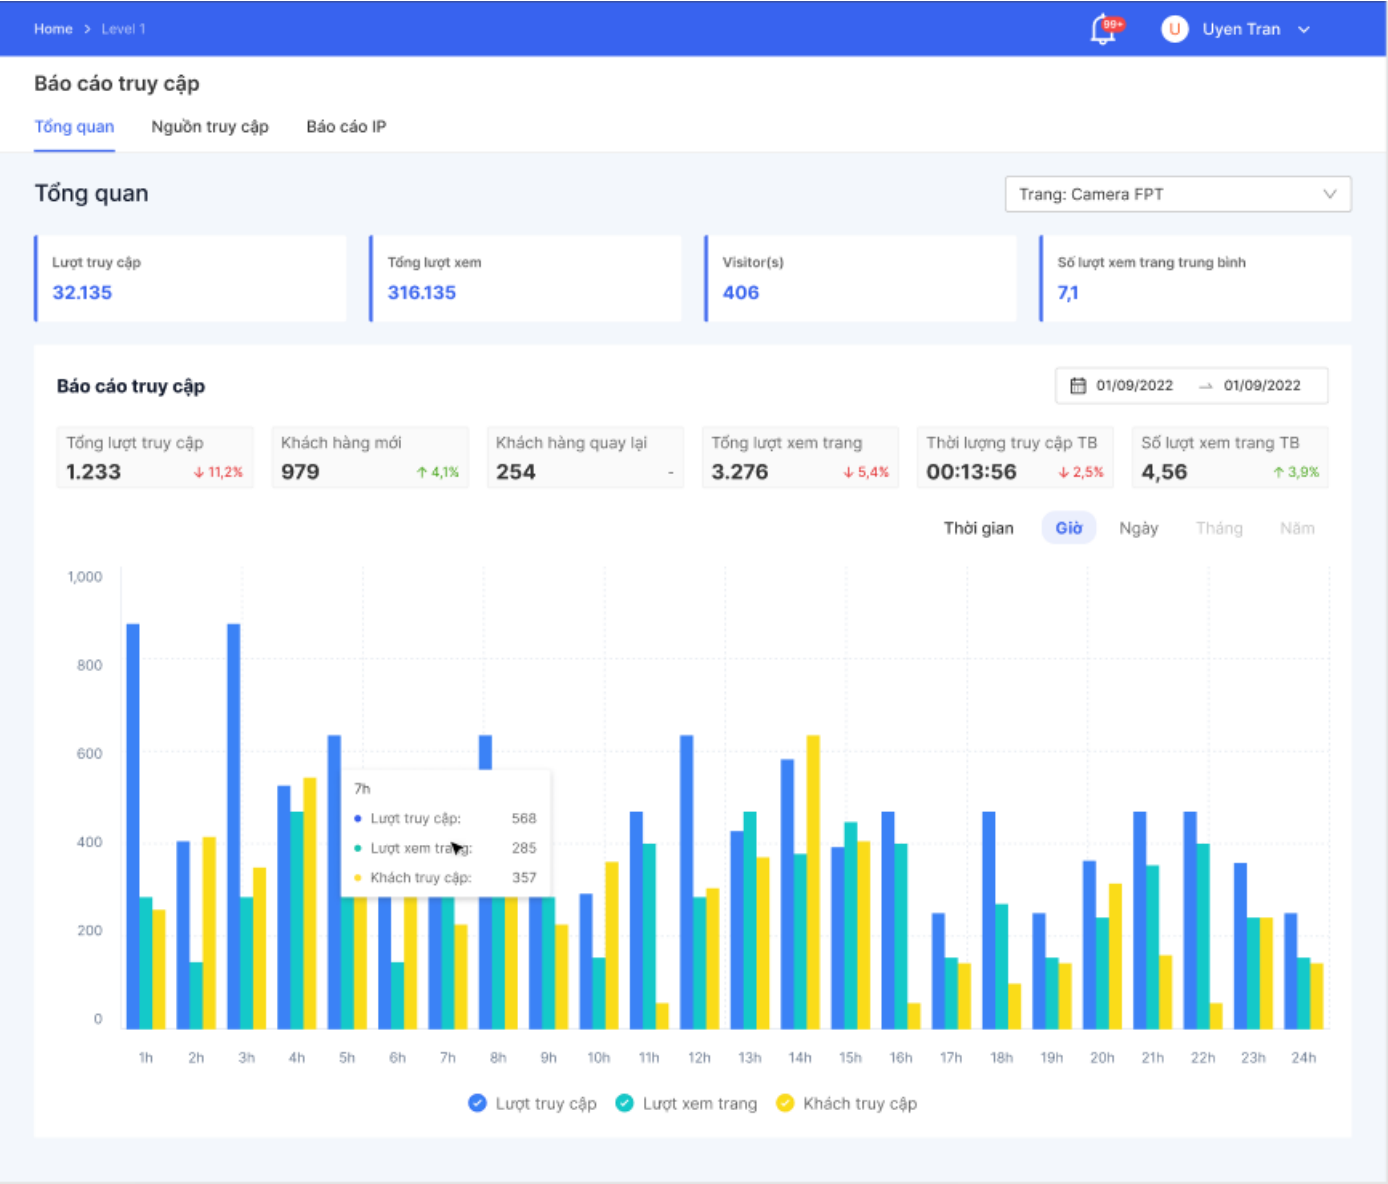 Home > Level 1
99+
U
Uyen Tran
Báo cáo truy cập
Tổng quan
Nguồn truy cập
Báo cáo IP
Tổng quan
Trang: Camera FPT
Lượt truy cập
32.135
Tổng lượt xem
316.135
Visitor(s)
406
Số lượt xem trang trung bình
7,1
Báo cáo truy cập
01/09/2022 → 01/09/2022
Tổng lượt truy cập
1.233 ↓ 11,2%
Khách hàng mới
979 ↑ 4,1%
Khách hàng quay lại
254 -
Tổng lượt xem trang
3.276 ↓ 5,4%
Thời lượng truy cập TB
00:13:56 ↓ 2,5%
Số lượt xem trang TB
4,56 ↑ 3,9%
Thời gian Giờ Ngày Tháng Năm
1,000
800
600
400
200
0
7h
Lượt truy cập: 568
Lượt xem trang: 285
Khách truy cập: 357
1h 2h 3h 4h 5h 6h 7h 8h 9h 10h 11h 12h 13h 14h 15h 16h 17h 18h 19h 20h 21h 22h 23h 24h
Lượt truy cập Lượt xem trang Khách truy cập